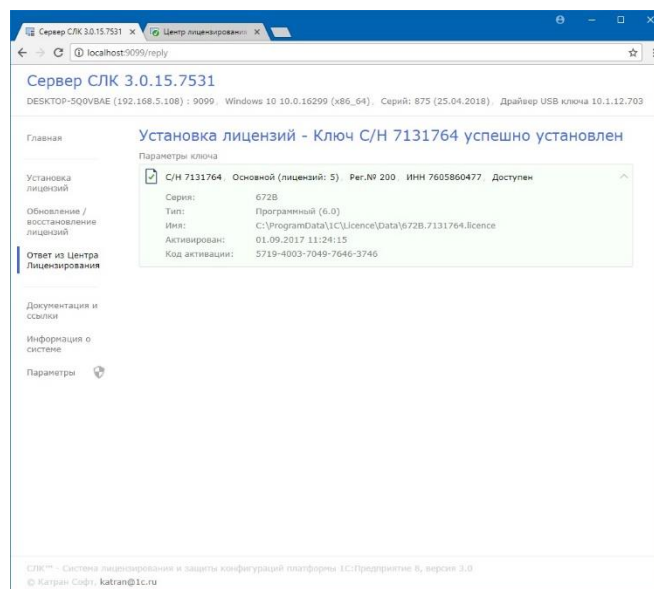 Сервер СЛК 3.0.15.7531
Центр лицензирования
localhost:9099/reply
Сервер СЛК 3.0.15.7531
DESKTOP-5Q0VBAE (192.168.5.108) : 9099, Windows 10 10.0.16299 (x86_64), Серий: 875 (25.04.2018), Драйвер USB ключа 10.1.12.703
Главная
Установка лицензий
Обновление / восстановление лицензий
Ответ из Центра Лицензирования
Документация и ссылки
Информация о системе
Параметры
Установка лицензий - Ключ С/Н 7131764 успешно установлен
Параметры ключа
С/Н 7131764, Основной (лицензий: 5), Рег.№ 200, ИНН 7605860477, Доступен
Серия: 672B
Тип: Программный (6.0)
Имя: C:\ProgramData\1C\Licence\Data\672B.7131764.licence
Активирован: 01.09.2017 11:24:15
Код активации: 5719-4003-7049-7646-3746
СЛК™ - Система лицензирования и защиты конфигураций платформы 1С:Предприятие 8, версия 3.0
© Катран Софт, katran@1c.ru